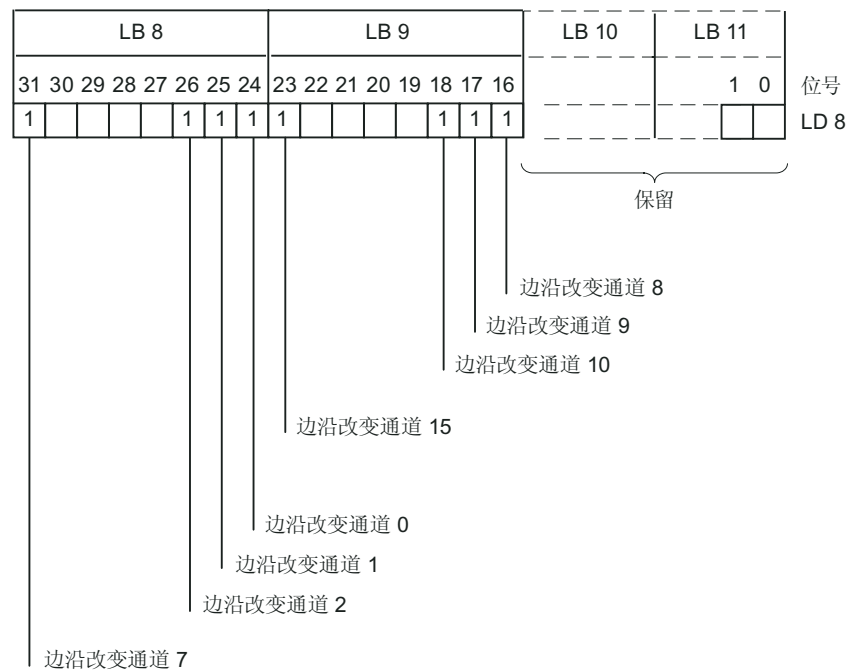 LB 8 LB 9 LB 10 LB 11
31 30 29 28 27 26 25 24 23 22 21 20 19 18 17 16 1 0 位号
1 1 1 1 1 1 1 1 LD 8
保留
边沿改变通道 8
边沿改变通道 9
边沿改变通道 10
边沿改变通道 15
边沿改变通道 0
边沿改变通道 1
边沿改变通道 2
边沿改变通道 7